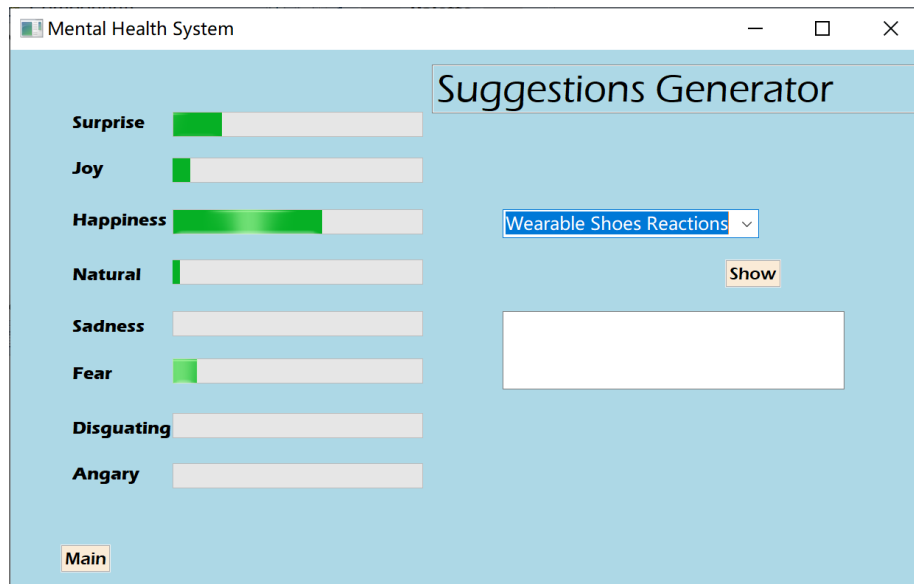 Mental Health System
Suggestions Generator
Surprise
Joy
Happiness
Natural
Sadness
Fear
Disguating
Angary
Wearable Shoes Reactions
Show
Main